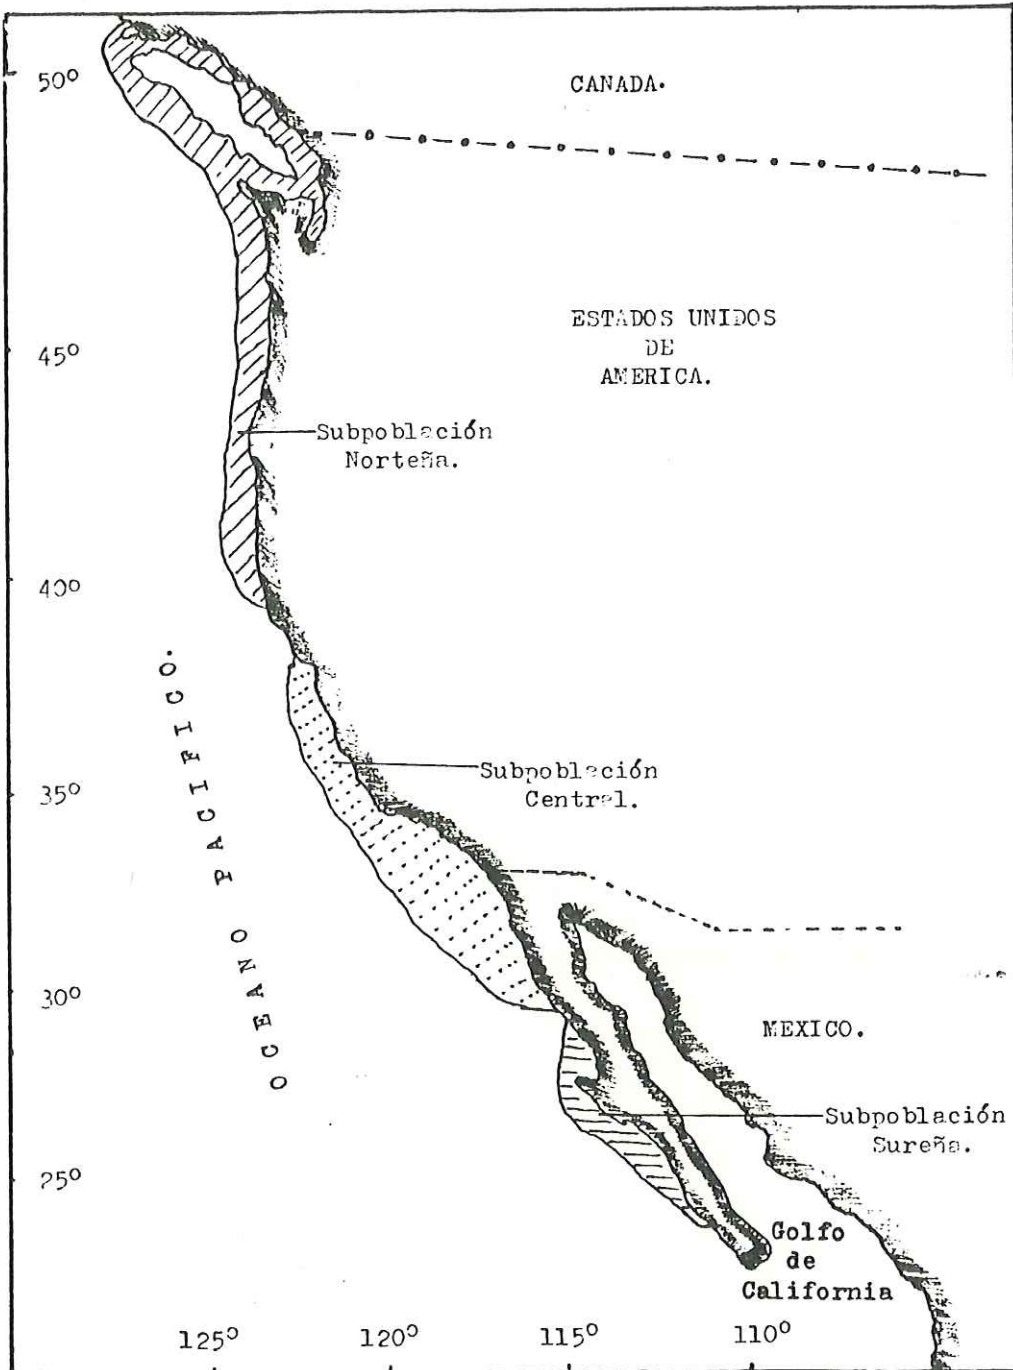 50°
CANADA.
ESTADOS UNIDOS
DE
AMERICA.
45°
Subpoblación
Norteña.
40°
OCEANO PACIFICO.
Subpoblación
Central.
35°
30°
MEXICO.
Subpoblación
Sureña.
25°
Golfo
de
California
125° 120° 115° 110°